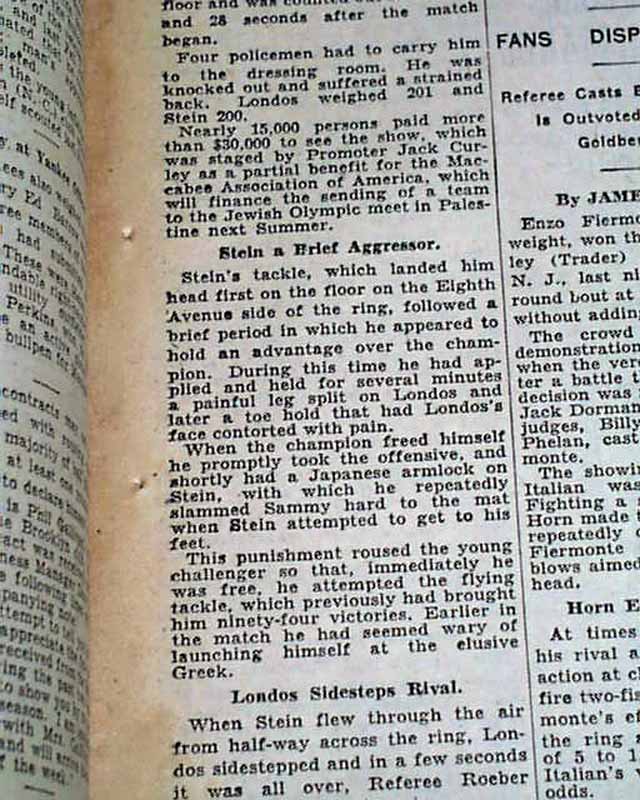 floor and was counted out
and 28 seconds after the match
began.
Four policemen had to carry him
to the dressing room. He was
knocked out and suffered a strained
back. Londos weighed 201 and
Stein 200.
Nearly 15,000 persons paid more
than $30,000 to see the show, which
was staged by Promoter Jack Cur-
ley as a partial benefit for the Mac-
cabee Association of America, which
will finance the sending of a team
to the Jewish Olympic meet in Pales-
tine next Summer.
Stein a Brief Aggressor.
Stein's tackle, which landed him
head first on the floor on the Eighth
Avenue side of the ring, followed a
brief period in which he appeared to
hold an advantage over the cham-
pion. During this time he had ap-
plied and held for several minutes
a painful leg split on Londos and
later a toe hold that had Londos's
face contorted with pain.
When the champion freed himself
he promptly took the offensive, and
shortly had a Japanese armlock on
Stein, with which he repeatedly
slammed Sammy hard to the mat
when Stein attempted to get to his
feet.
This punishment roused the young
challenger so that, immediately he
was free, he attempted the flying
tackle, which previously had brought
him ninety-four victories. Earlier in
the match he had seemed wary of
launching himself at the elusive
Greek.
Londos Sidesteps Rival.
When Stein flew through the air
from half-way across the ring, Lon-
dos sidestepped and in a few seconds
it was all over, Referee Roeber
FANS DISP
Referee Casts
Is Outvoted
Goldber
By JAME
Enzo Fiermo
weight, won th
ley (Trader)
N. J., last ni
round bout at
without adding
The crowd
demonstration
when the ver
ter a battle t
decision was
Jack Dorman
judges, Billy
Phelan, cast
monte.
The showin
Italian was
Fighting a
Horn made t
repeatedly
Fiermonte
blows aimed
head.
Horn E
At times
his rival a
action at cl
fire two-fis
monte's e
the ring a
of 5 to 1
Italian's
odds.